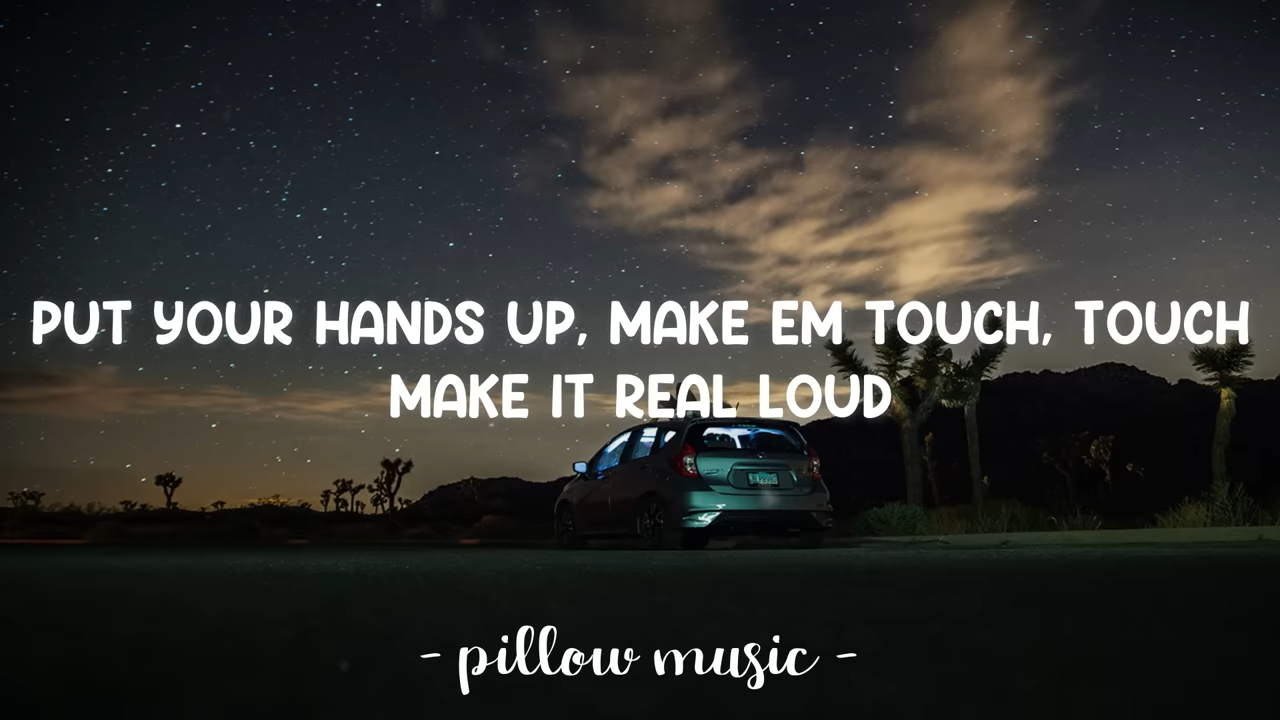 PUT YOUR HANDS UP, MAKE EM TOUCH, TOUCH
MAKE IT REAL LOUD
- pillow music -